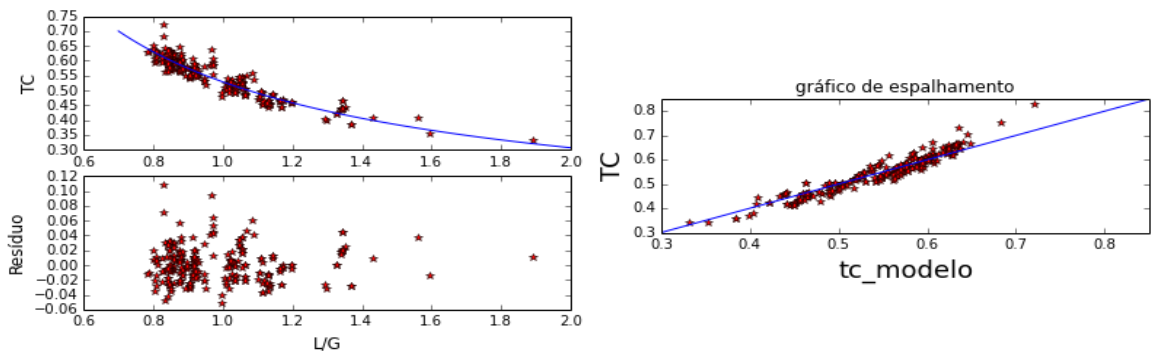 0.75
0.70
0.65
0.60
0.55
0.50
0.45
0.40
0.35
0.30
TC
0.6 0.8 1.0 1.2 1.4 1.6 1.8 2.0
0.12
0.10
0.08
0.06
0.04
0.02
0.00
−0.02
−0.04
−0.06
Resíduo
0.6 0.8 1.0 1.2 1.4 1.6 1.8 2.0
L/G
gráfico de espalhamento
0.8
0.7
0.6
0.5
0.4
0.3
TC
0.3 0.4 0.5 0.6 0.7 0.8
tc_modelo